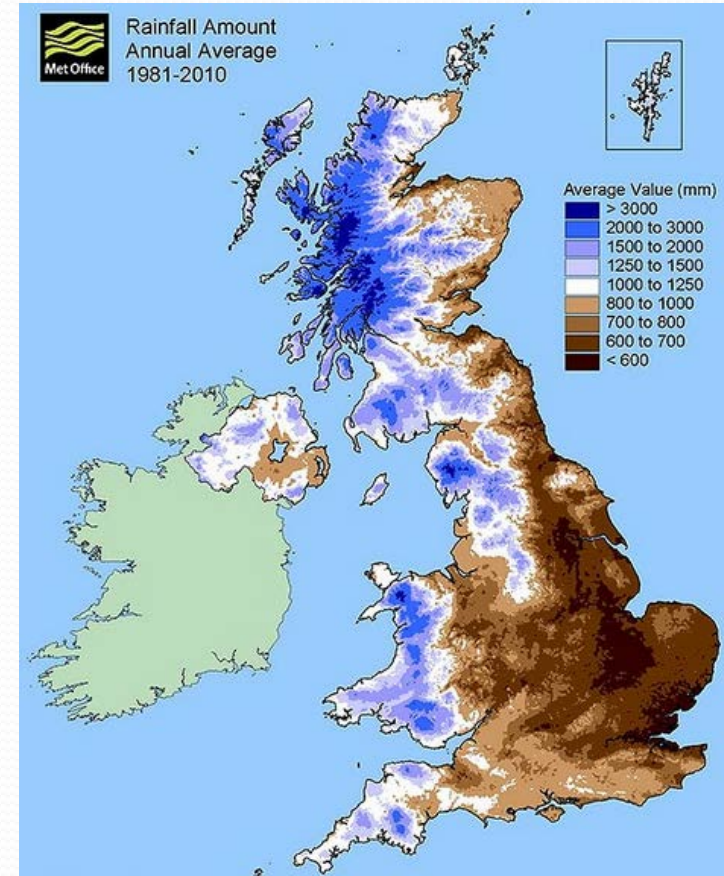 Met Office
Rainfall Amount
Annual Average
1981-2010
Average Value (mm)
> 3000
2000 to 3000
1500 to 2000
1250 to 1500
1000 to 1250
800 to 1000
700 to 800
600 to 700
< 600